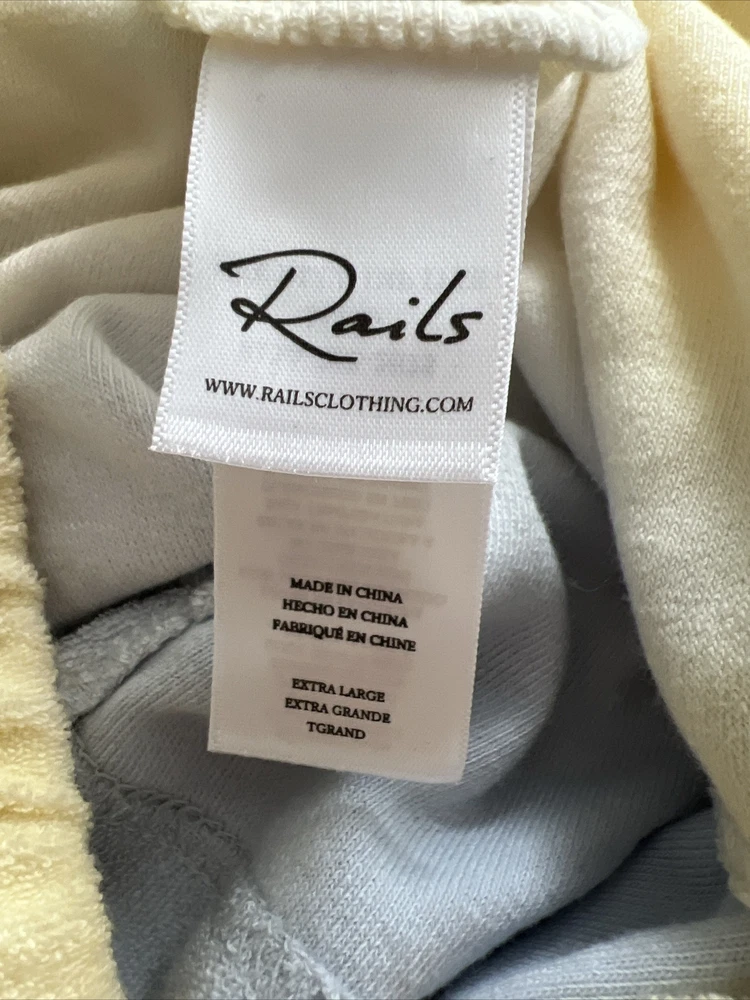 Rails
WWW.RAILSCLOTHING.COM
MADE IN CHINA
HECHO EN CHINA
FABRIQUÉ EN CHINE
EXTRA LARGE
EXTRA GRANDE
TGRAND